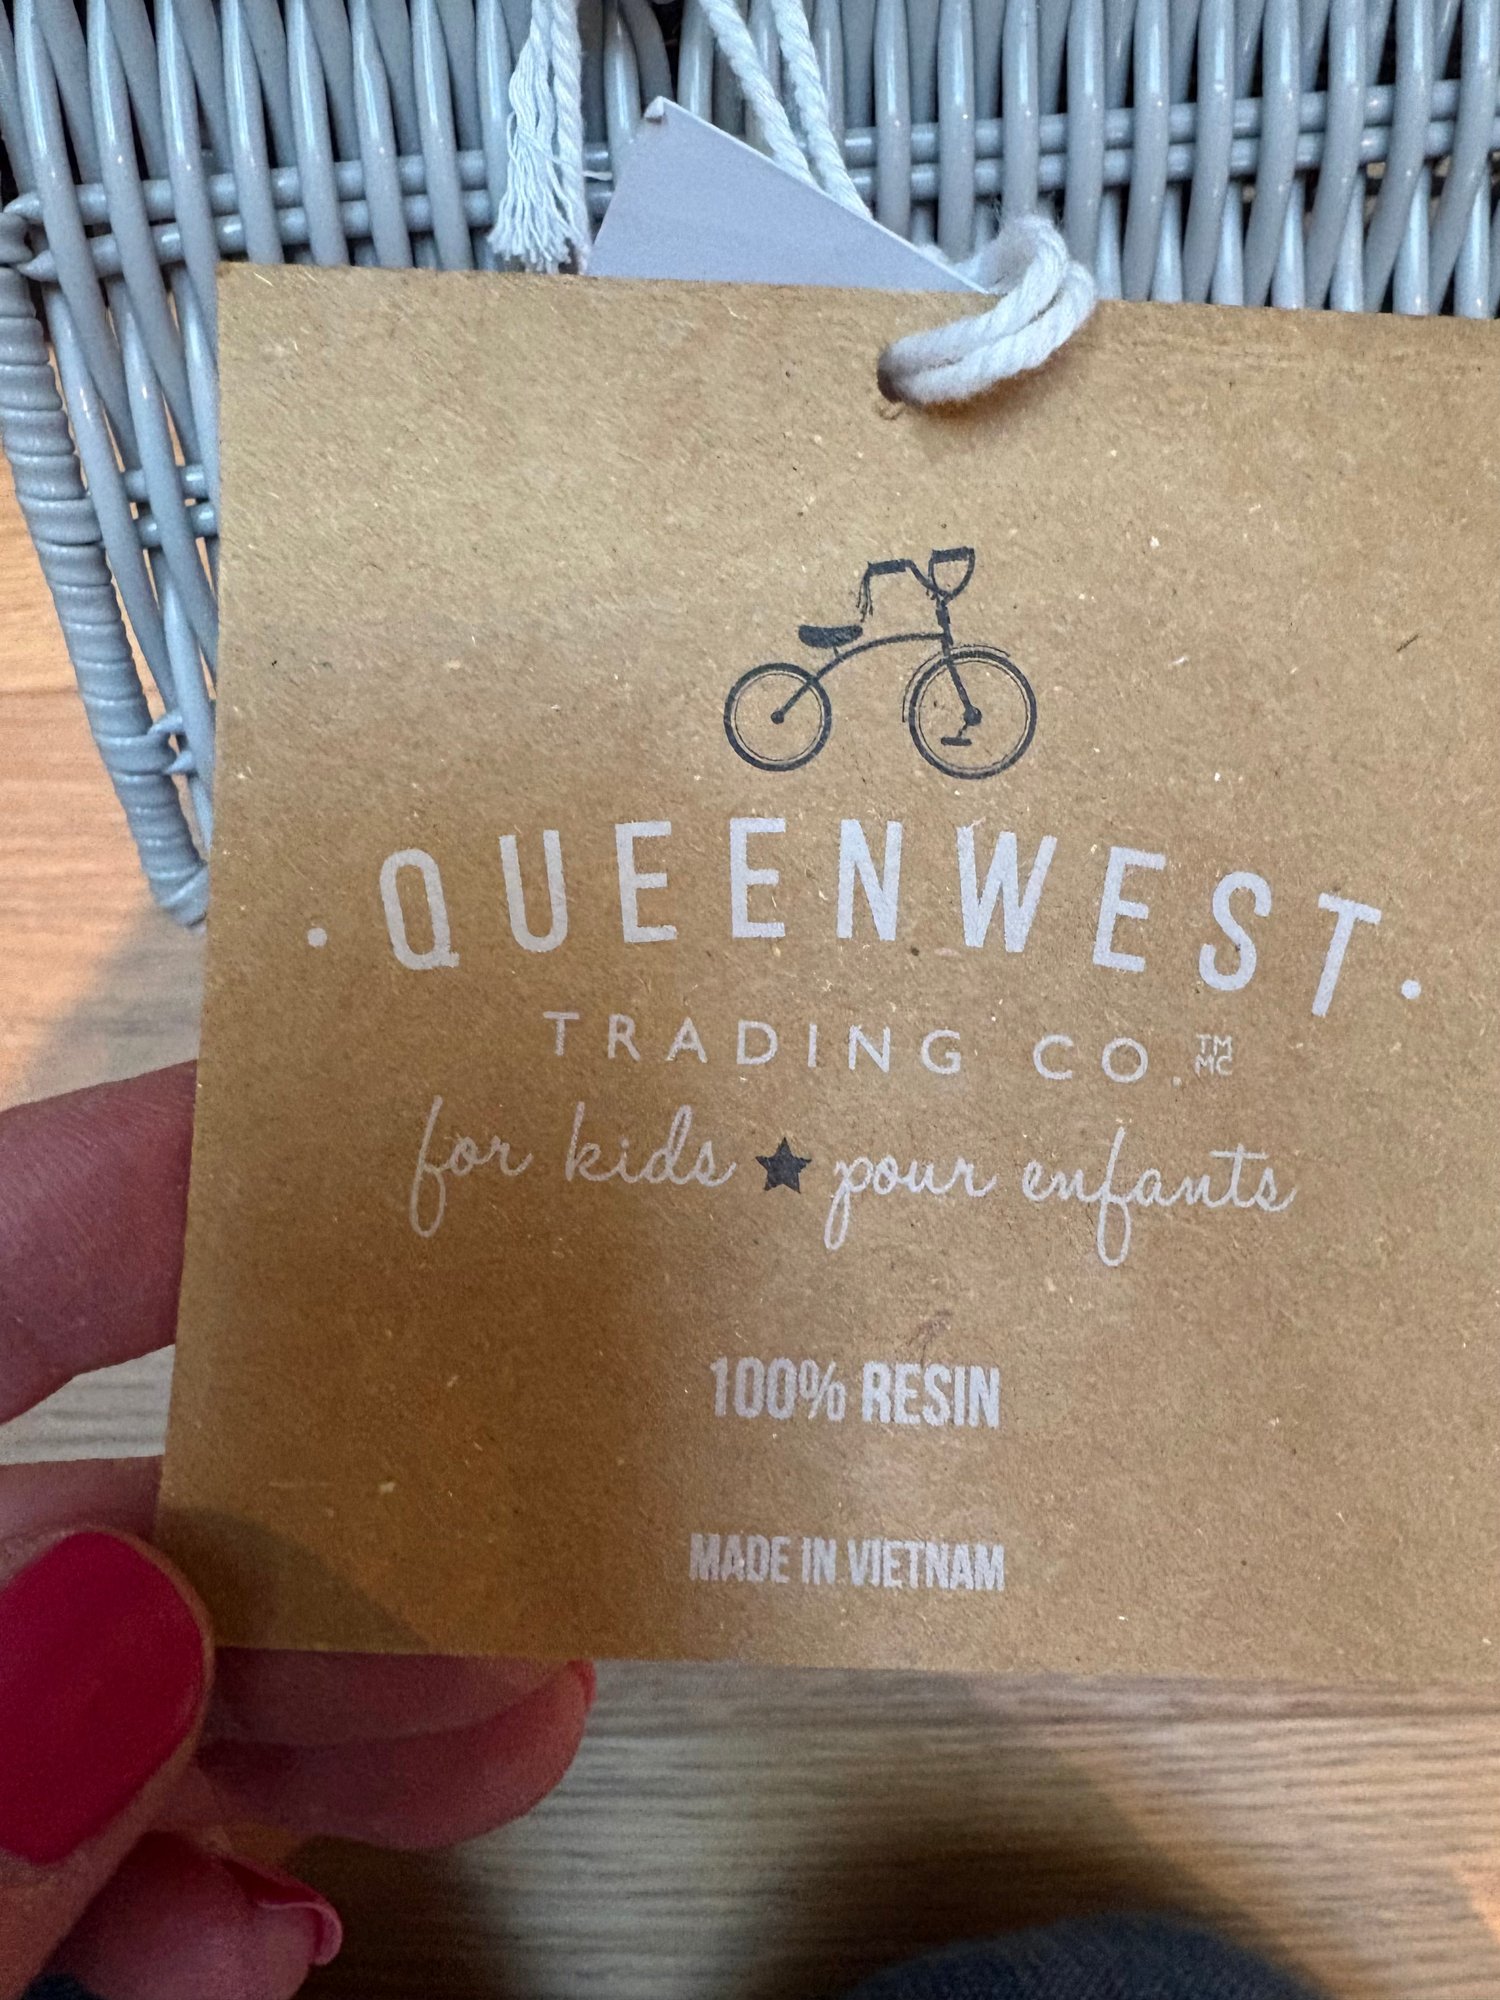 · QUEENWEST ·
TRADING CO. TM MC
for kids ★ pour enfants
100% RESIN
MADE IN VIETNAM